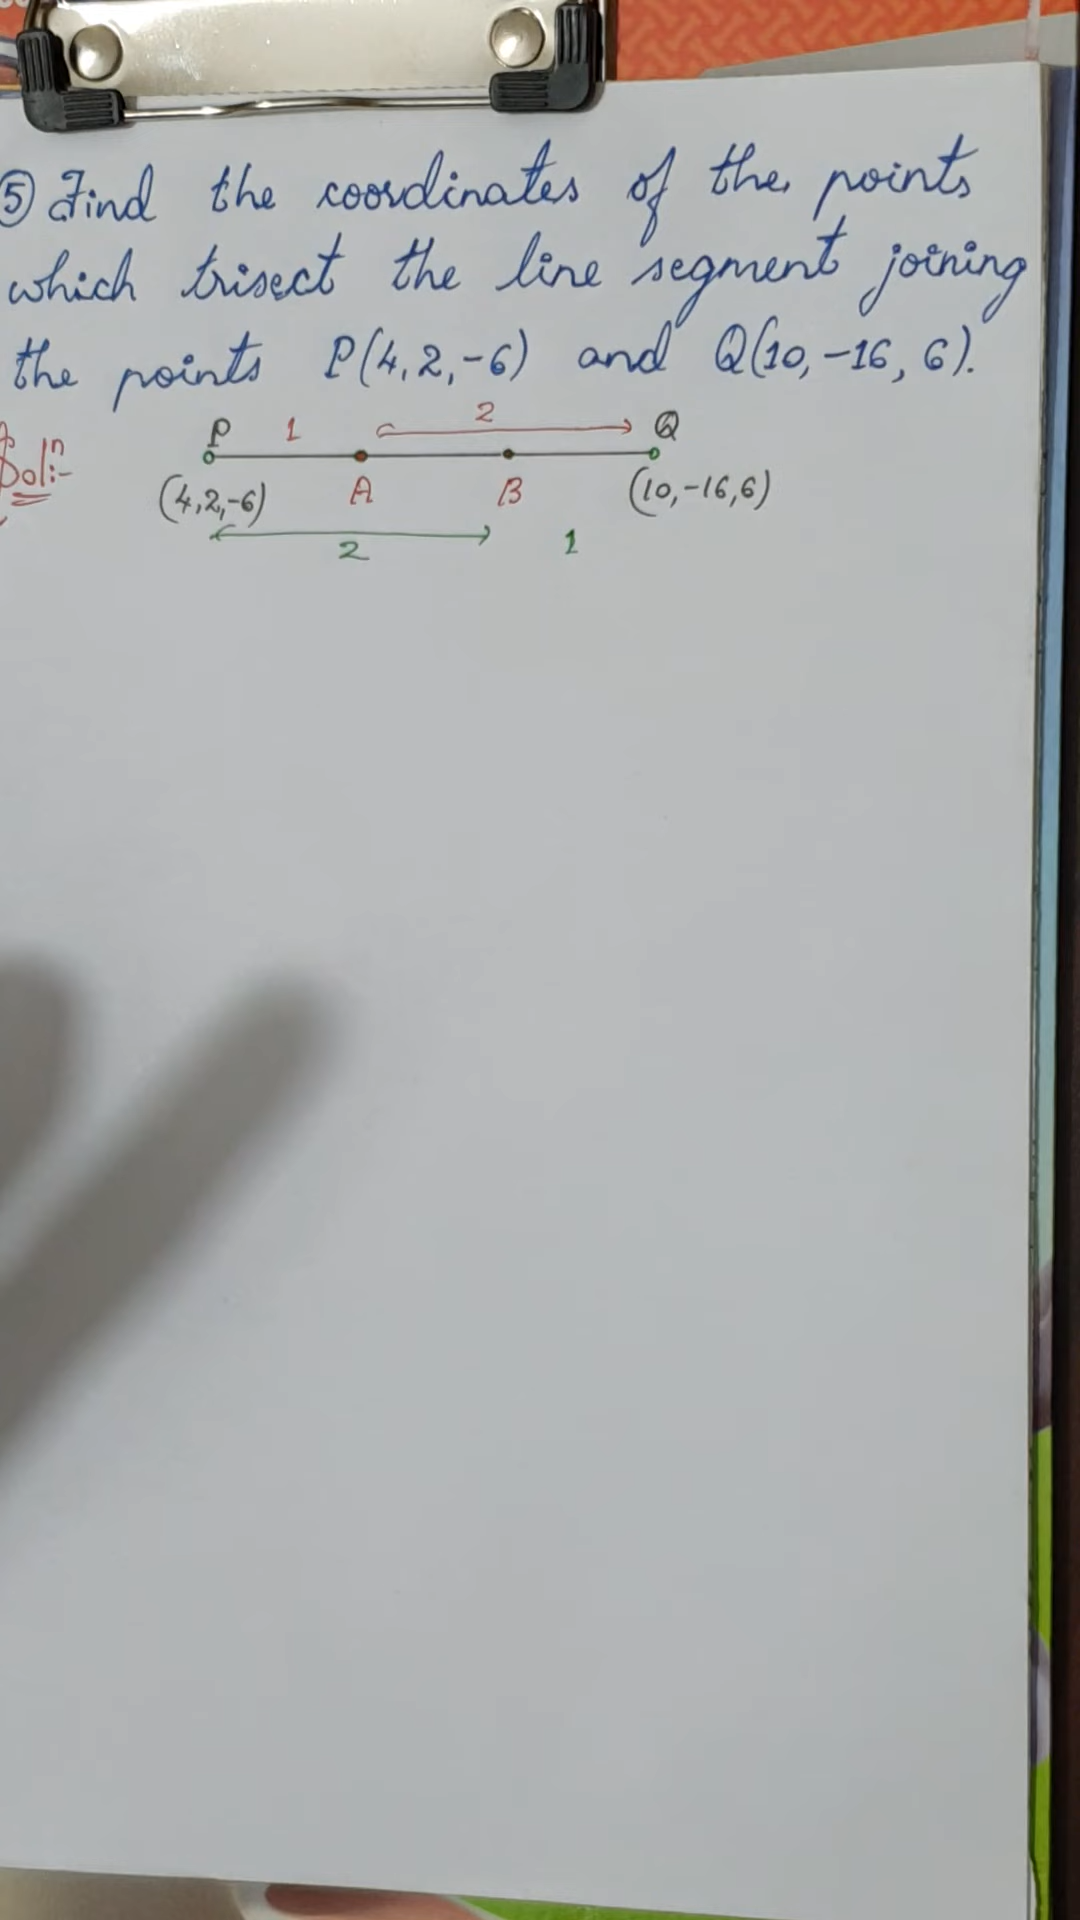 ⑤ Find the coordinates of the points
which trisect the line segment joining
the points P(4,2,-6) and Q(10,-16,6).
Solⁿ:-
P 1 2 Q
(4,2,-6) A B (10,-16,6)
2 1